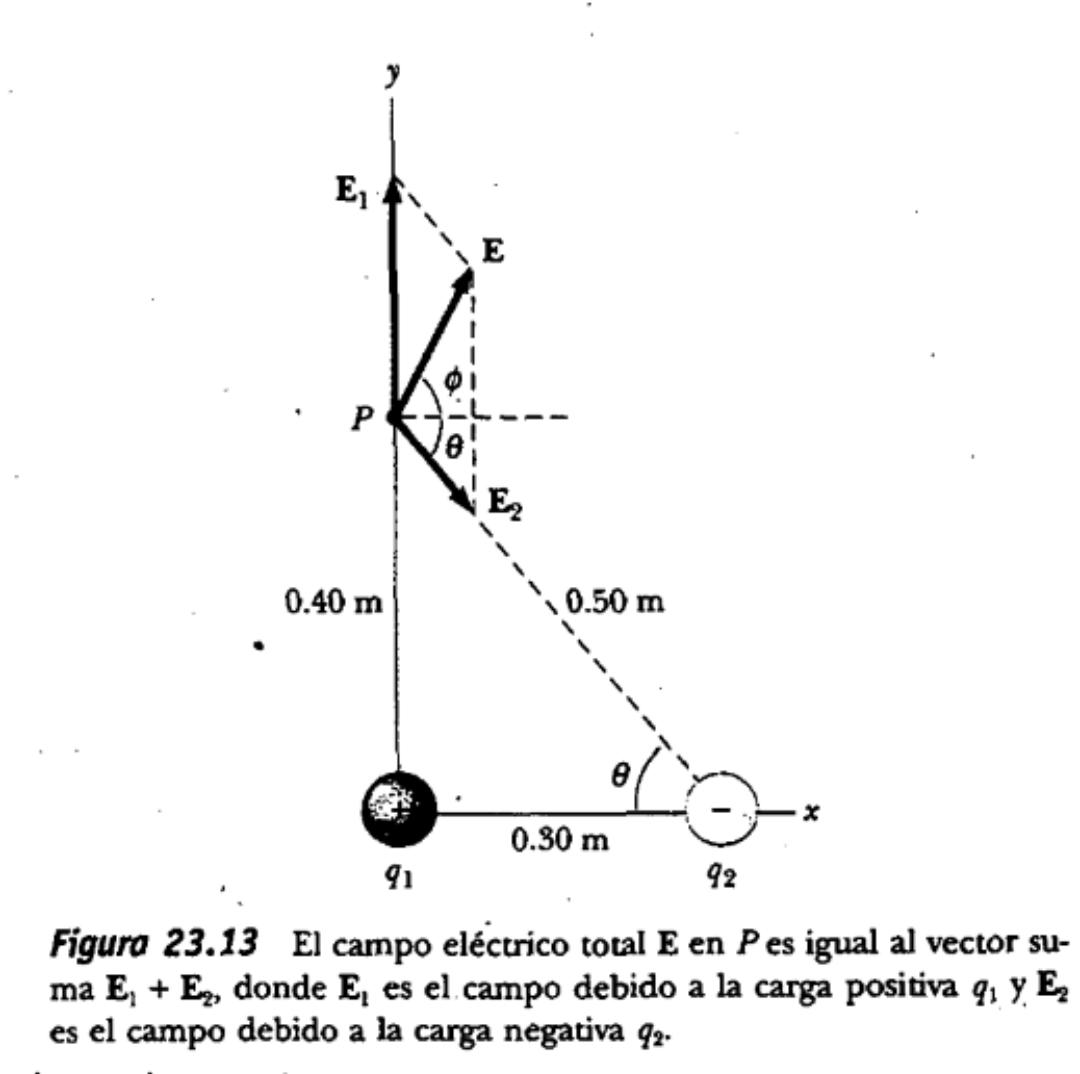 y
E₁
E
ϕ
P
θ
E₂
0.40 m
0.50 m
θ
+
−
x
0.30 m
q₁
q₂
Figura 23.13 El campo eléctrico total E en P es igual al vector su-
ma E₁ + E₂, donde E₁ es el campo debido a la carga positiva q₁ y E₂
es el campo debido a la carga negativa q₂.